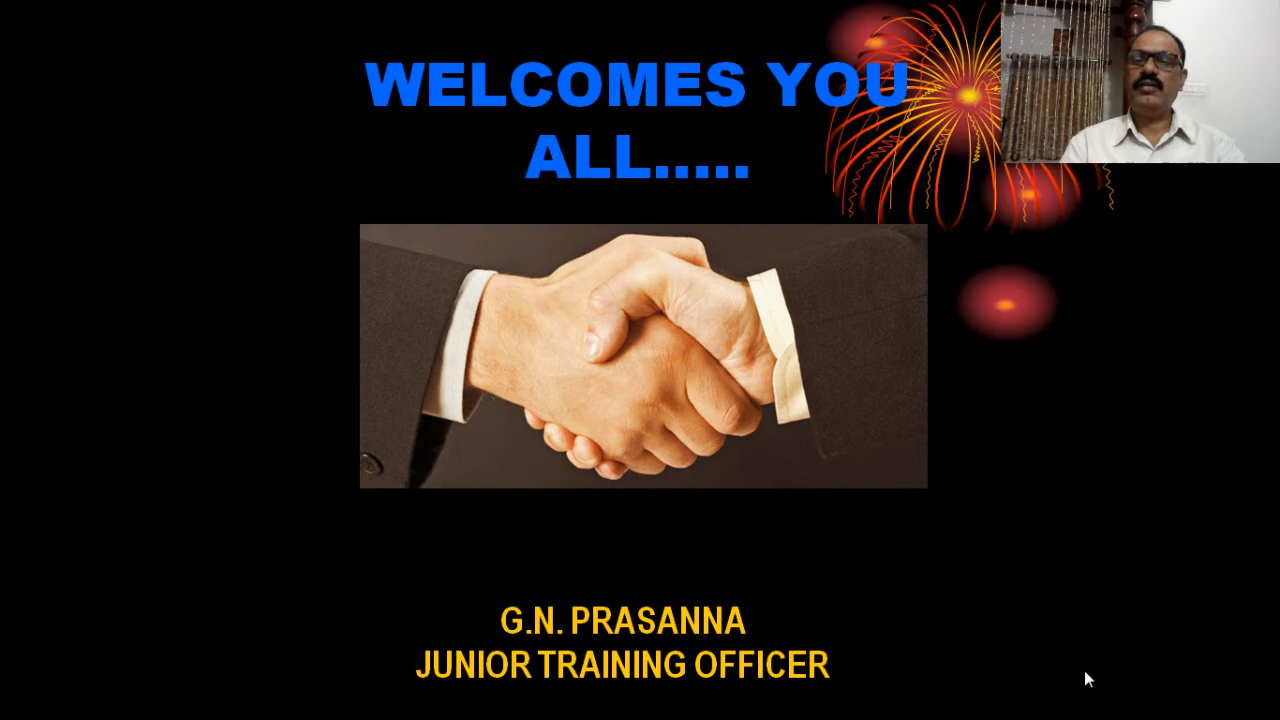 WELCOMES YOU
ALL.....
G.N. PRASANNA
JUNIOR TRAINING OFFICER